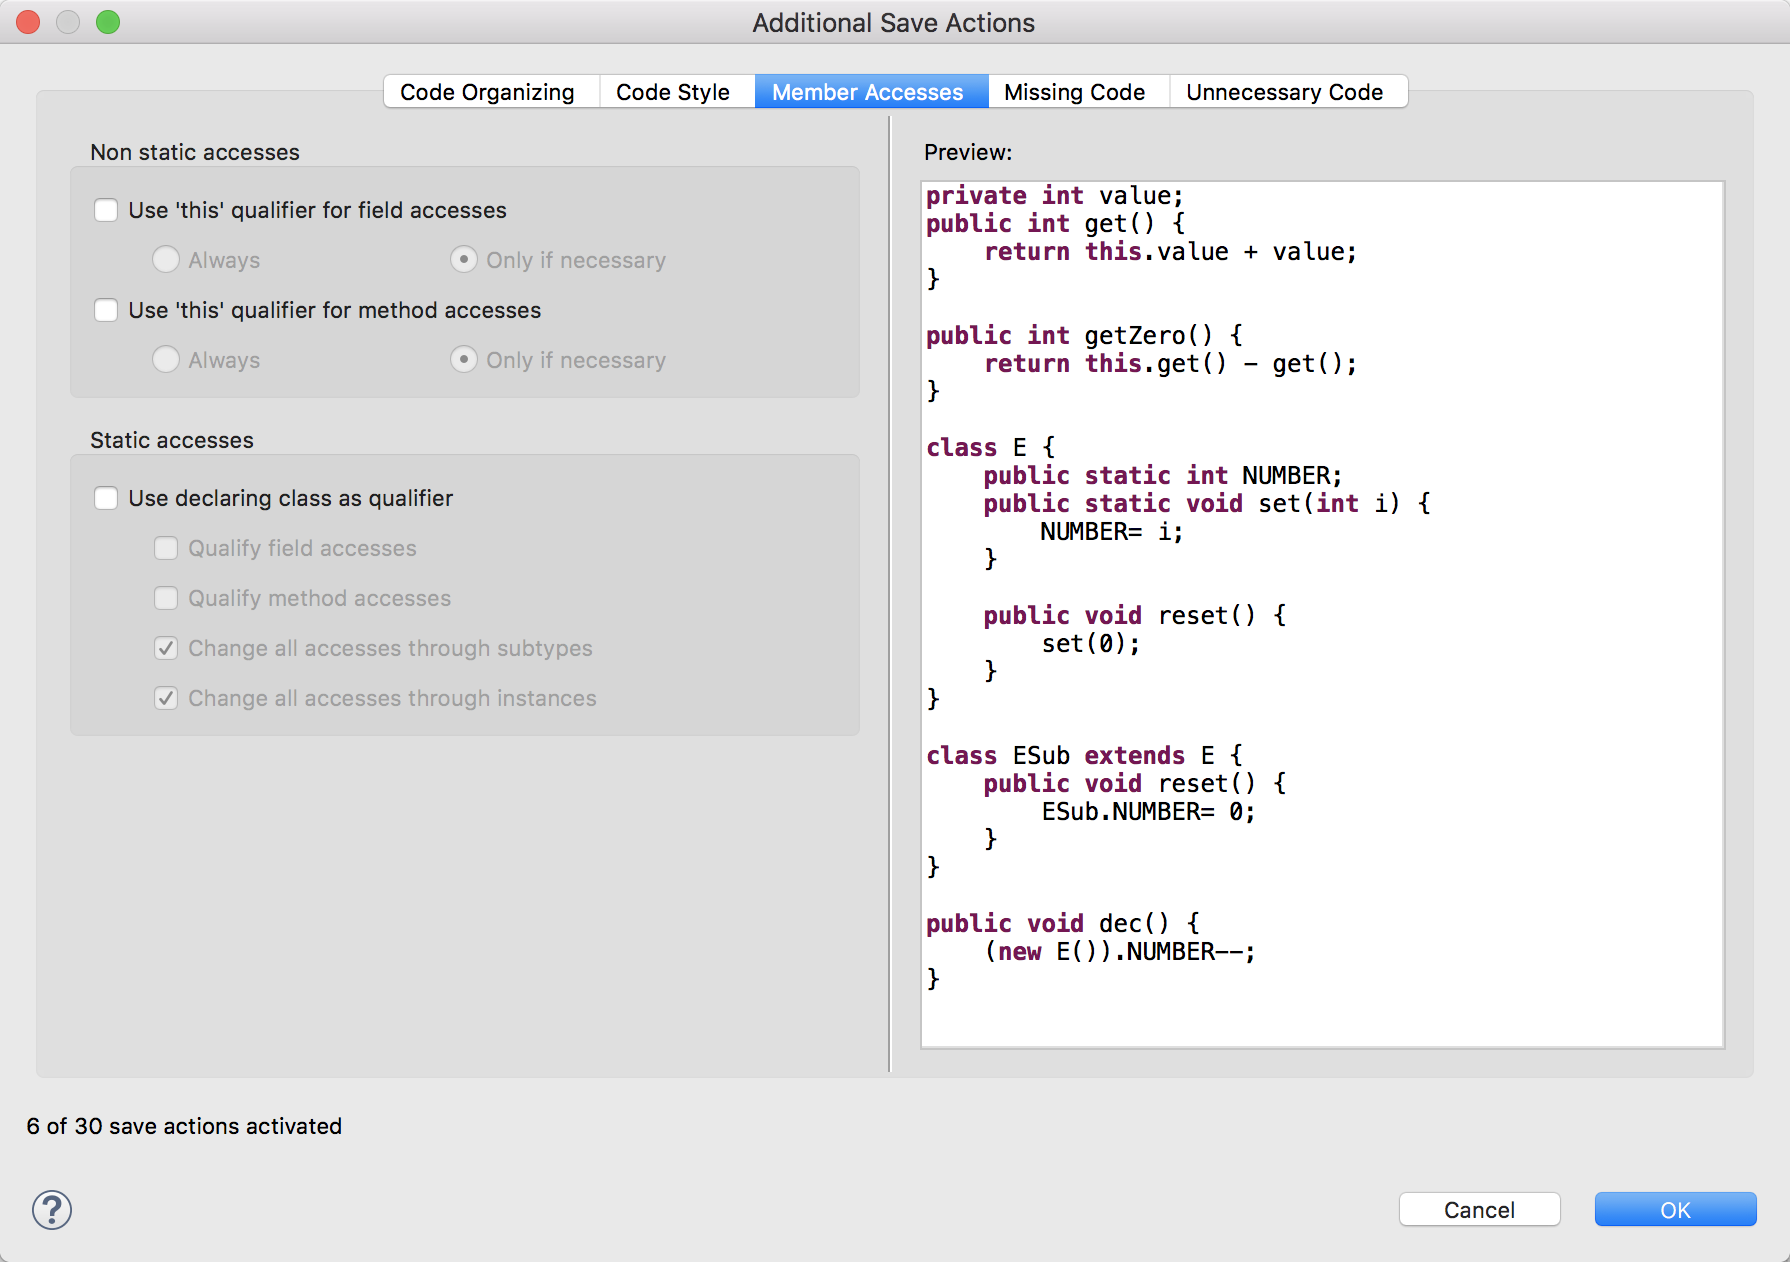 Additional Save Actions
Code Organizing
Code Style
Member Accesses
Missing Code
Unnecessary Code
Non static accesses
Use 'this' qualifier for field accesses
Always
Only if necessary
Use 'this' qualifier for method accesses
Always
Only if necessary
Static accesses
Use declaring class as qualifier
Qualify field accesses
Qualify method accesses
Change all accesses through subtypes
Change all accesses through instances
Preview:
private int value;
public int get() {
    return this.value + value;
}

public int getZero() {
    return this.get() - get();
}

class E {
    public static int NUMBER;
    public static void set(int i) {
        NUMBER= i;
    }

    public void reset() {
        set(0);
    }
}

class ESub extends E {
    public void reset() {
        ESub.NUMBER= 0;
    }
}

public void dec() {
    (new E()).NUMBER--;
}
6 of 30 save actions activated
?
Cancel
OK